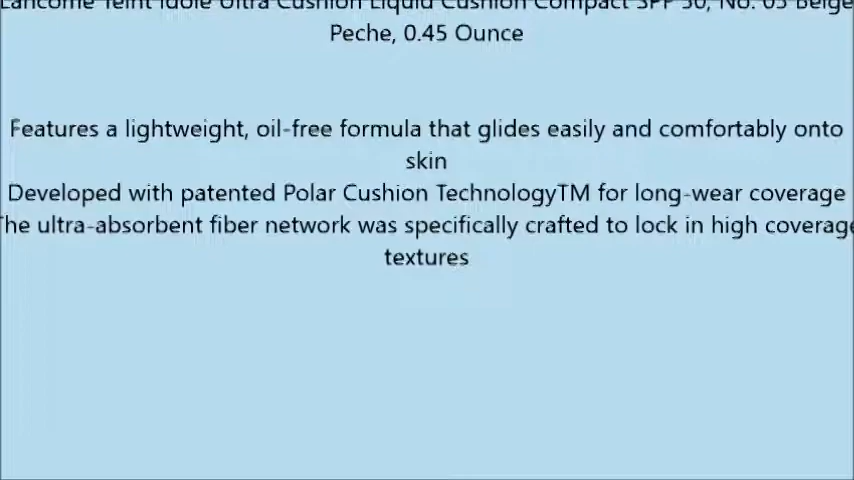 Lancome Teint Idole Ultra Cushion Liquid Cushion Compact SPF 50, No. 03 Beige
Peche, 0.45 Ounce
Features a lightweight, oil-free formula that glides easily and comfortably onto
skin
Developed with patented Polar Cushion TechnologyTM for long-wear coverage
The ultra-absorbent fiber network was specifically crafted to lock in high coverage
textures